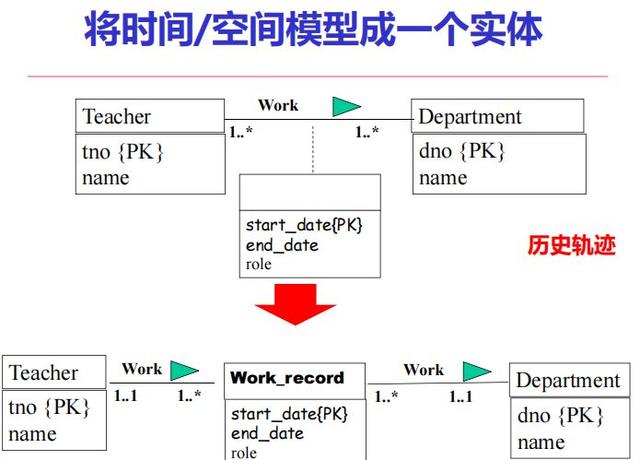 将时间/空间模型成一个实体
Teacher
Work
Department
1..*
1..*
tno {PK}
name
dno {PK}
name
start_date{PK}
end_date
role
历史轨迹
Teacher
Work
Work_record
Work
Department
1..1
1..*
1..*
1..1
tno {PK}
name
start_date{PK}
end_date
role
dno {PK}
name